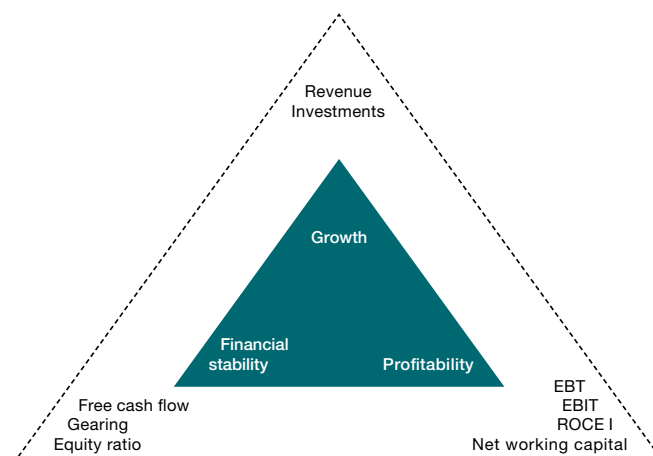 Revenue
Investments
Growth
Financial
stability
Profitability
Free cash flow
Gearing
Equity ratio
EBT
EBIT
ROCE I
Net working capital